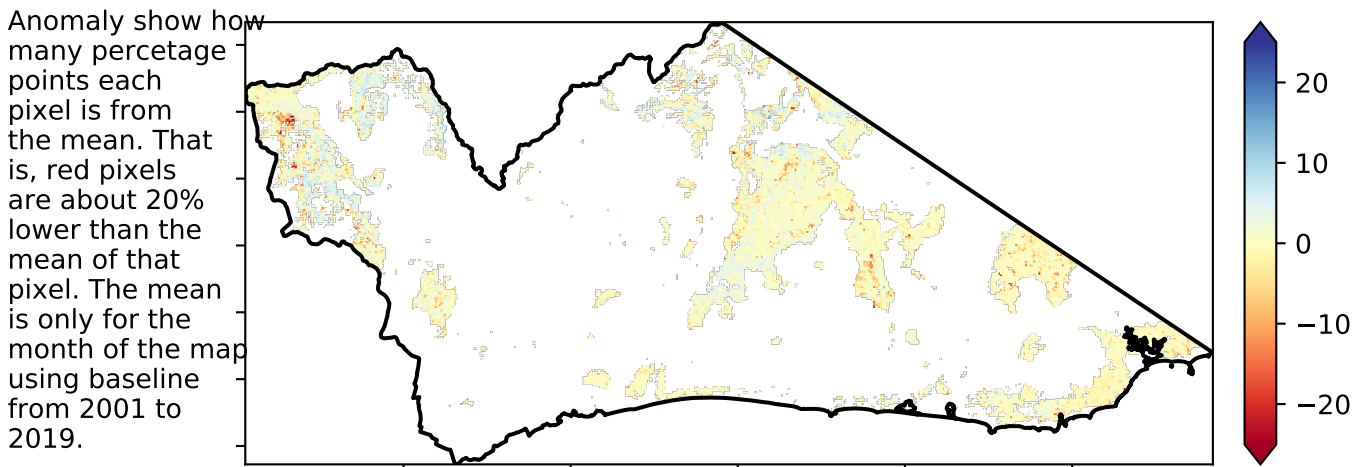 Anomaly show how
many percetage
points each
pixel is from
the mean. That
is, red pixels
are about 20%
lower than the
mean of that
pixel. The mean
is only for the
month of the map
using baseline
from 2001 to
2019.
20
10
0
−10
−20